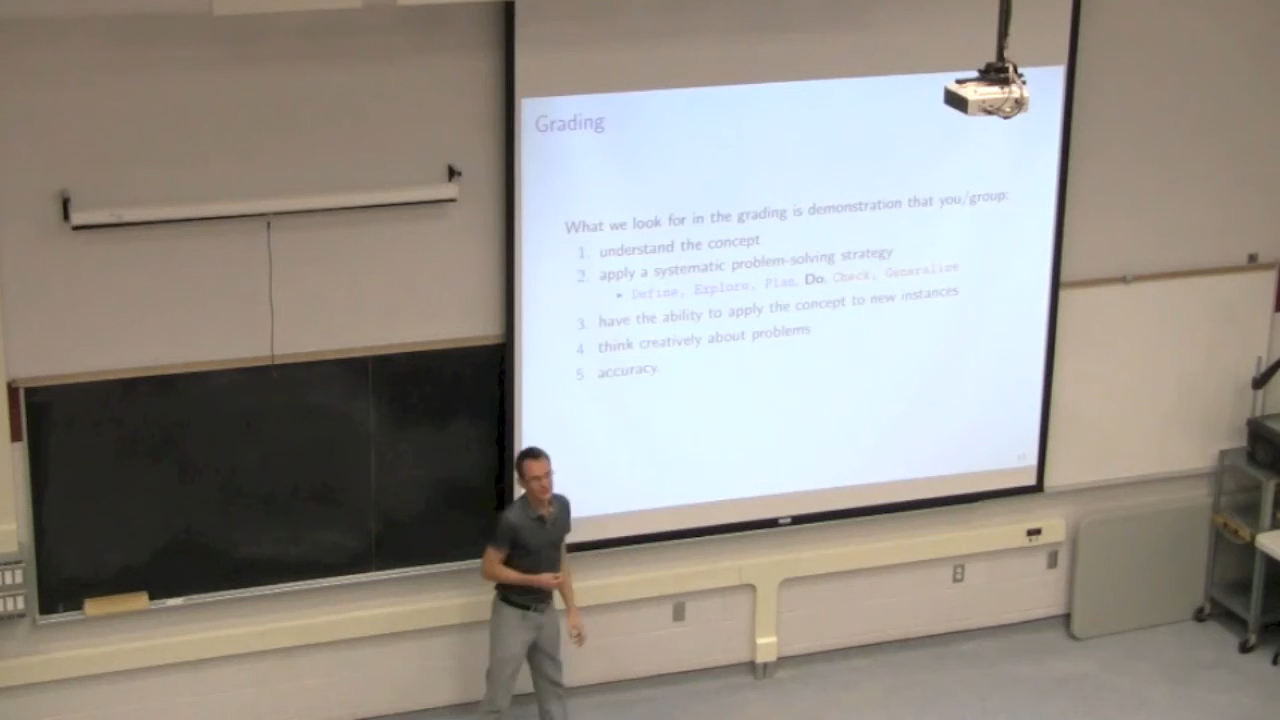 Grading
What we look for in the grading is demonstration that you/group:
1. understand the concept
2. apply a systematic problem-solving strategy
▸ Define, Explore, Plan, Do, Check, Generalize
3. have the ability to apply the concept to new instances
4. think creatively about problems
5. accuracy.